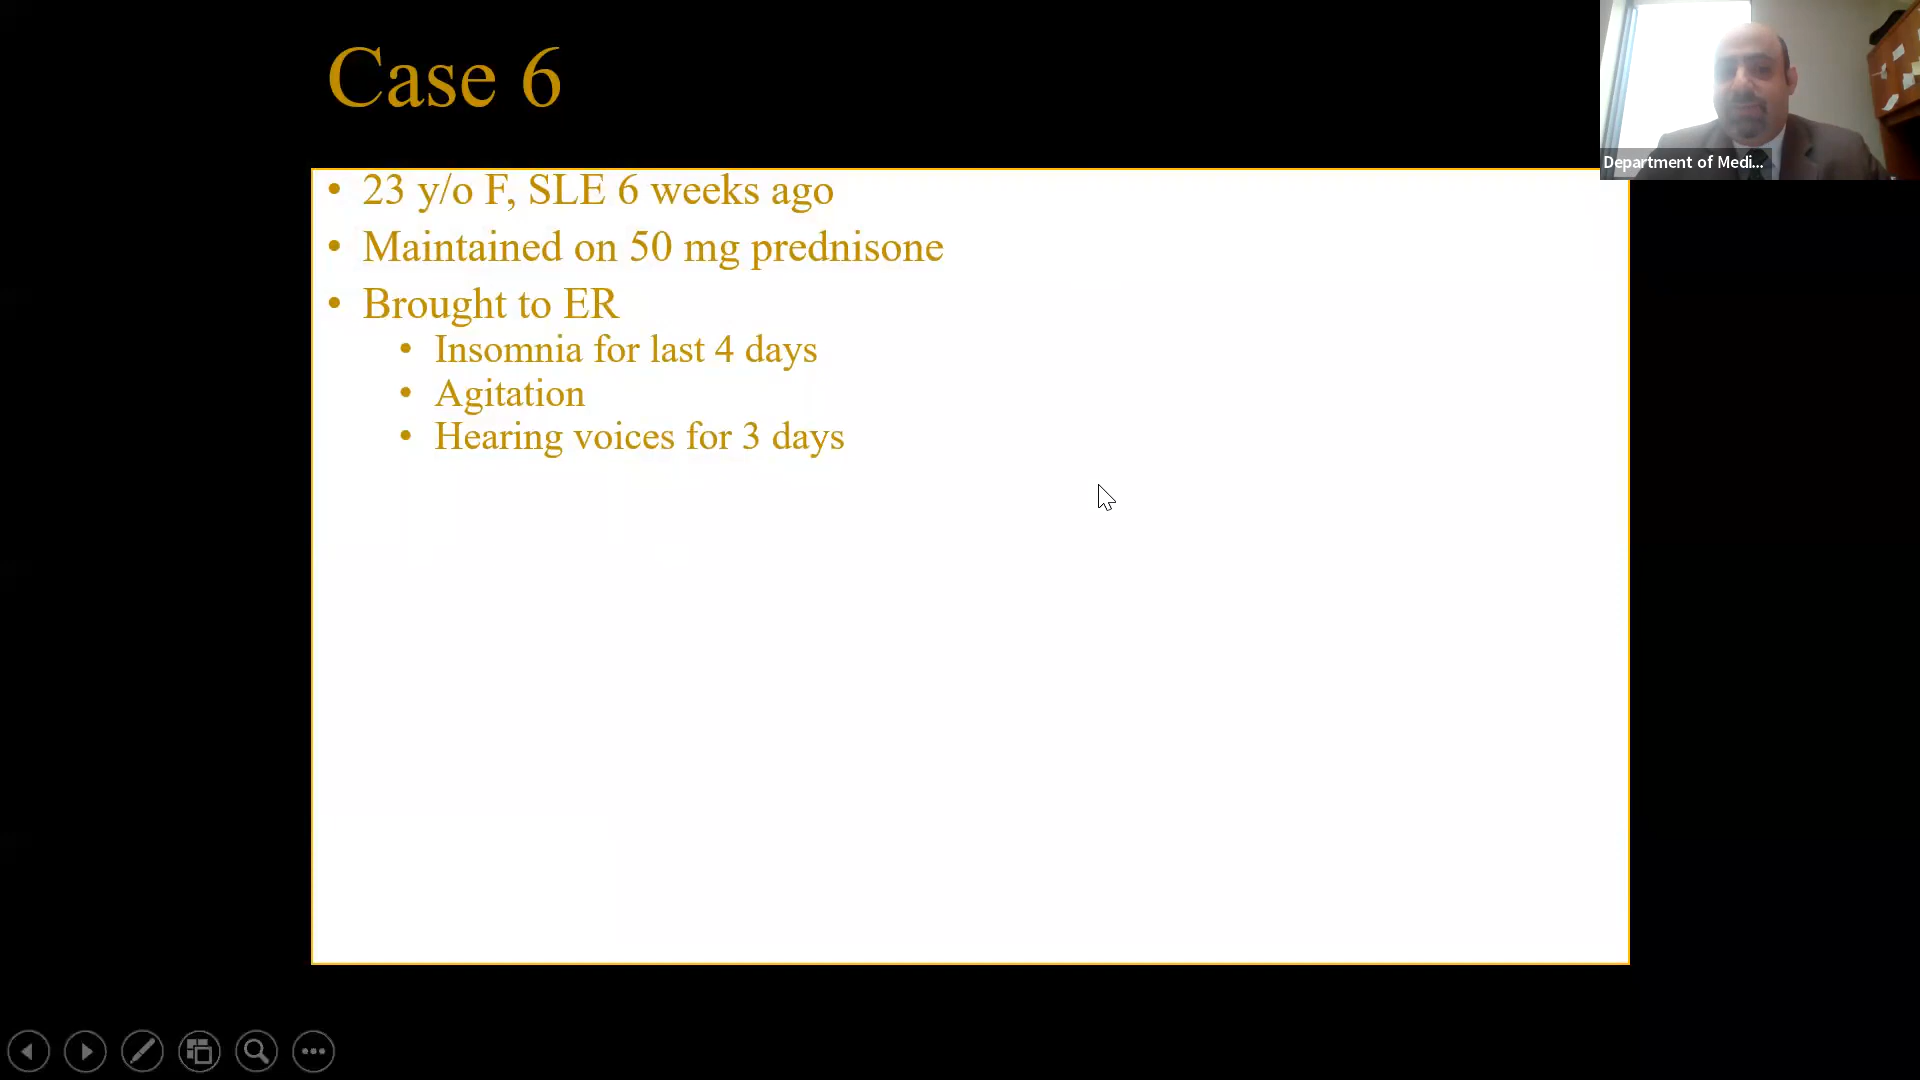 Case 6
Department of Medi...
• 23 y/o F, SLE 6 weeks ago
• Maintained on 50 mg prednisone
• Brought to ER
• Insomnia for last 4 days
• Agitation
• Hearing voices for 3 days